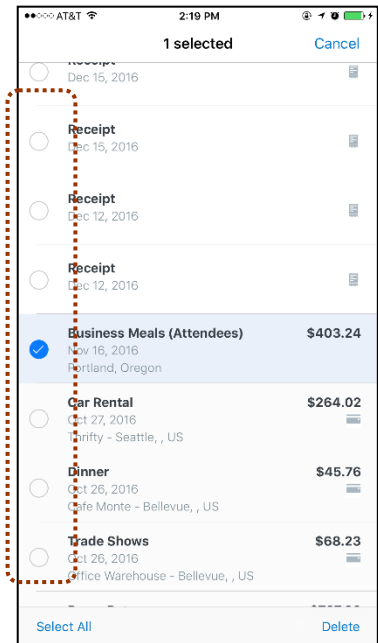 AT&T 2:19 PM
1 selected Cancel
Receipt
Dec 15, 2016
Receipt
Dec 15, 2016
Receipt
Dec 12, 2016
Receipt
Dec 12, 2016
Business Meals (Attendees) $403.24
Nov 16, 2016
Portland, Oregon
Car Rental $264.02
Oct 27, 2016
Thrifty - Seattle, , US
Dinner $45.76
Oct 26, 2016
Cafe Monte - Bellevue, , US
Trade Shows $68.23
Oct 26, 2016
Office Warehouse - Bellevue, , US
Select All Delete